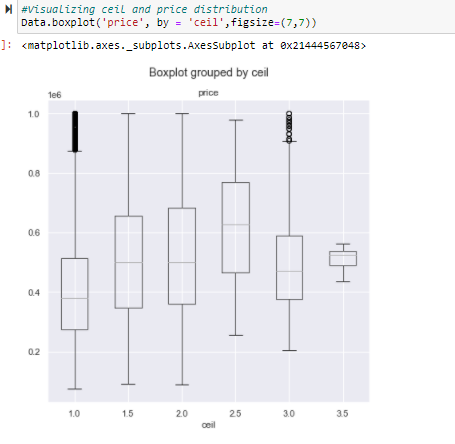 #Visualizing ceil and price distribution
Data.boxplot('price', by = 'ceil',figsize=(7,7))
]: <matplotlib.axes._subplots.AxesSubplot at 0x21444567048>
Boxplot grouped by ceil
1e6 price
1.0
0.8
0.6
0.4
0.2
1.0 1.5 2.0 2.5 3.0 3.5
ceil